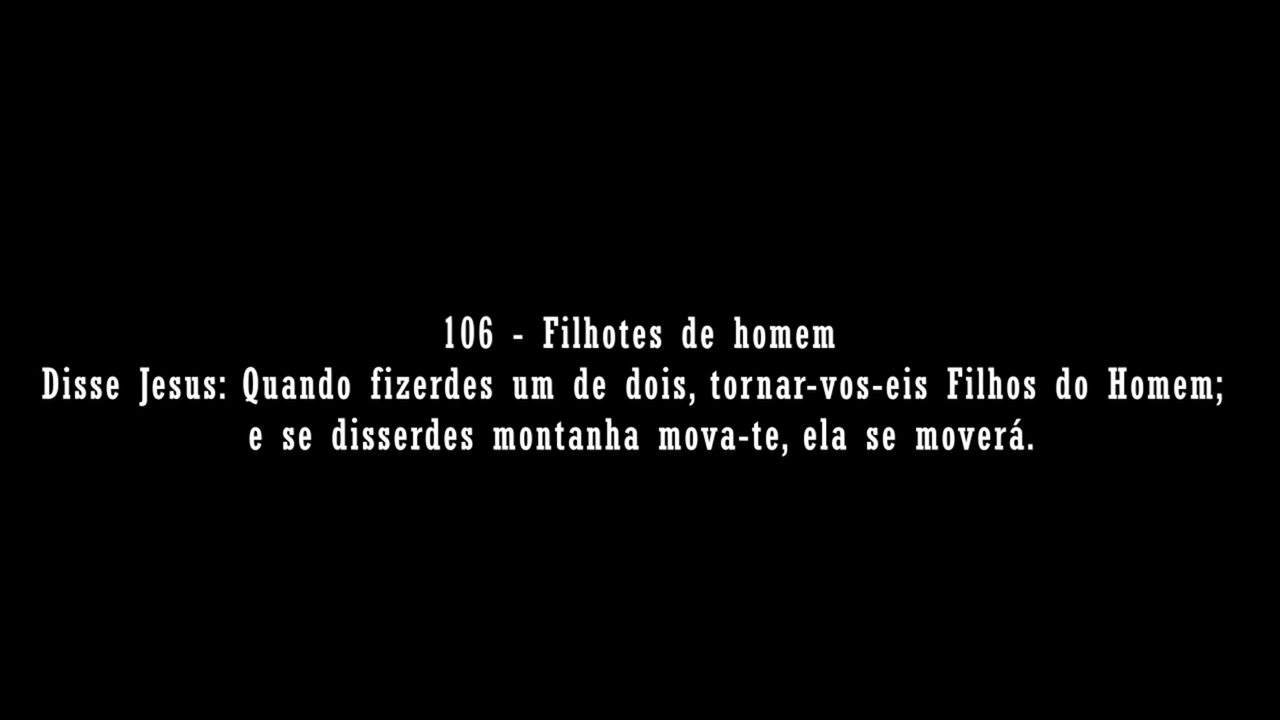 106 - Filhotes de homem
Disse Jesus: Quando fizerdes um de dois, tornar-vos-eis Filhos do Homem;
e se disserdes montanha mova-te, ela se moverá.